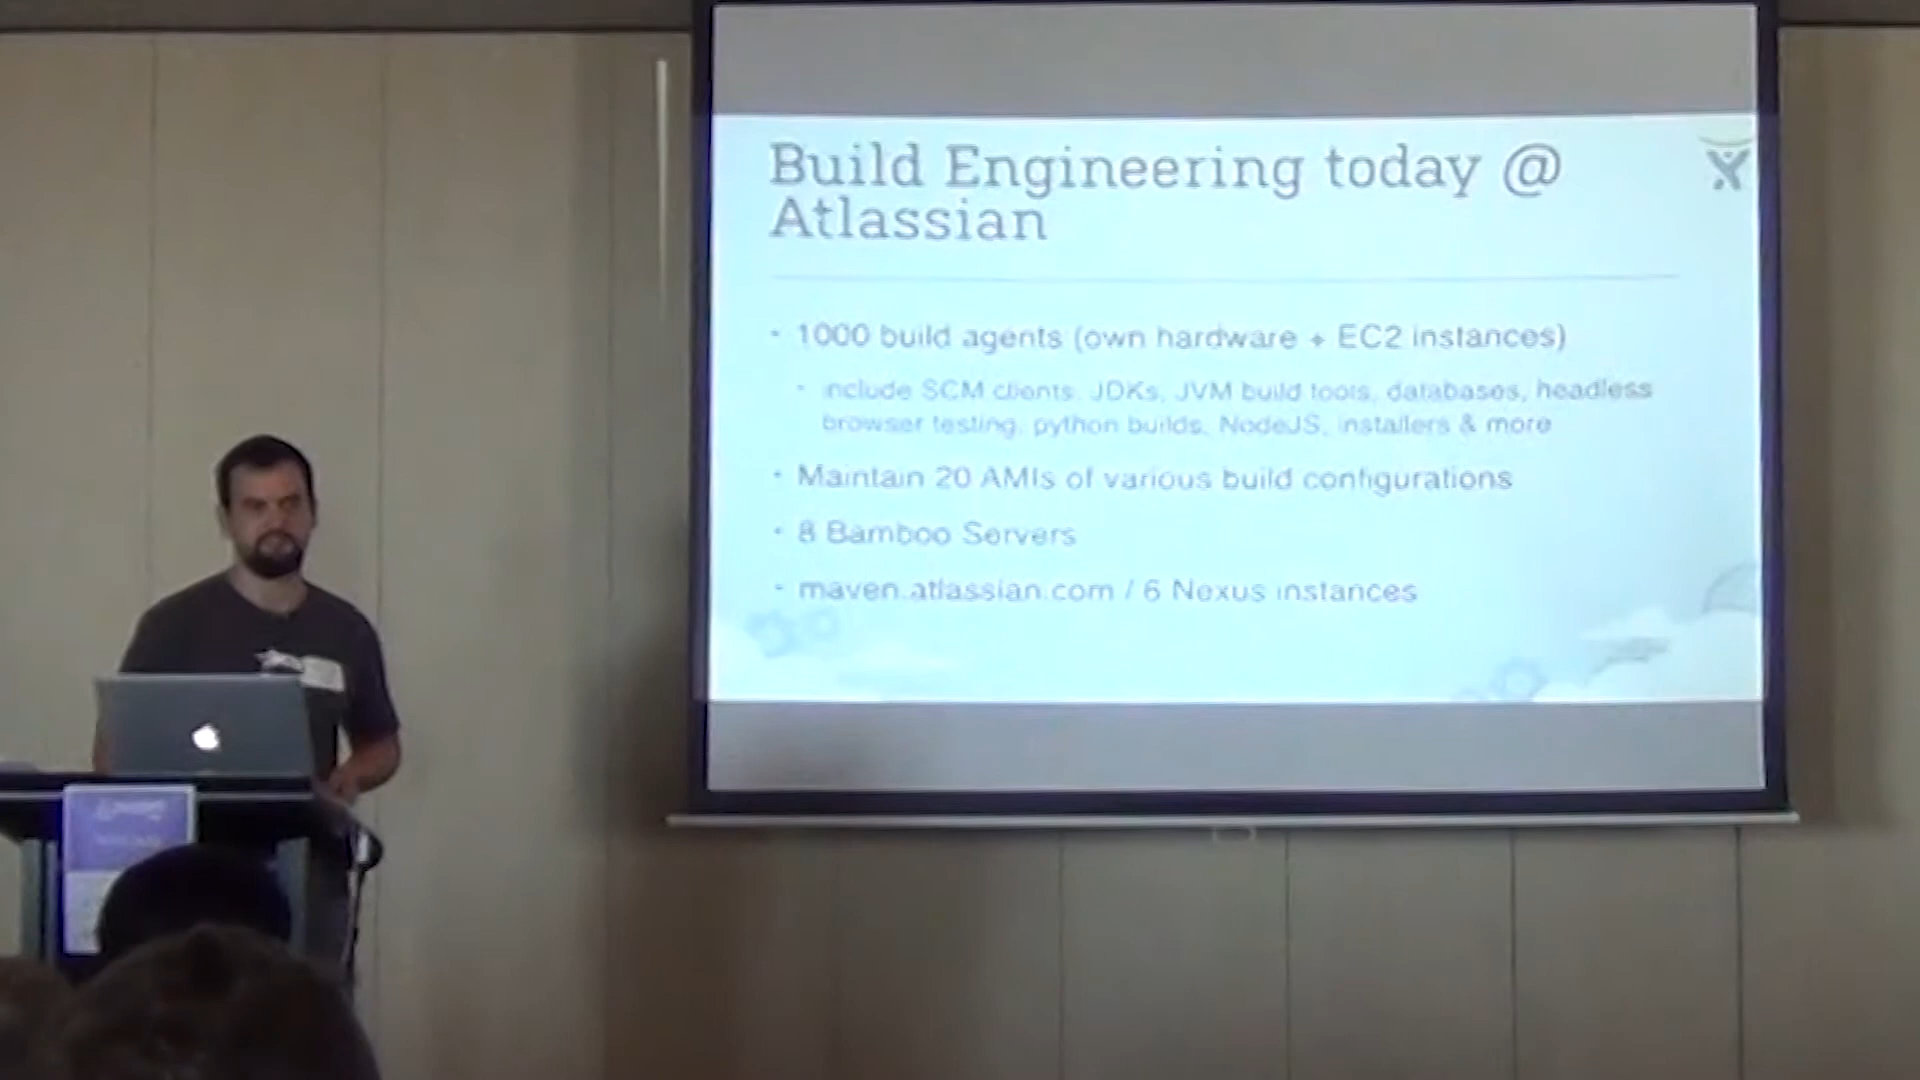 Build Engineering today @
Atlassian
- 1000 build agents (own hardware + EC2 instances)
- include SCM clients, JDKs, JVM build tools, databases, headless
browser testing, python builds, NodeJS, installers & more
- Maintain 20 AMIs of various build configurations
- 8 Bamboo Servers
- maven.atlassian.com / 6 Nexus instances